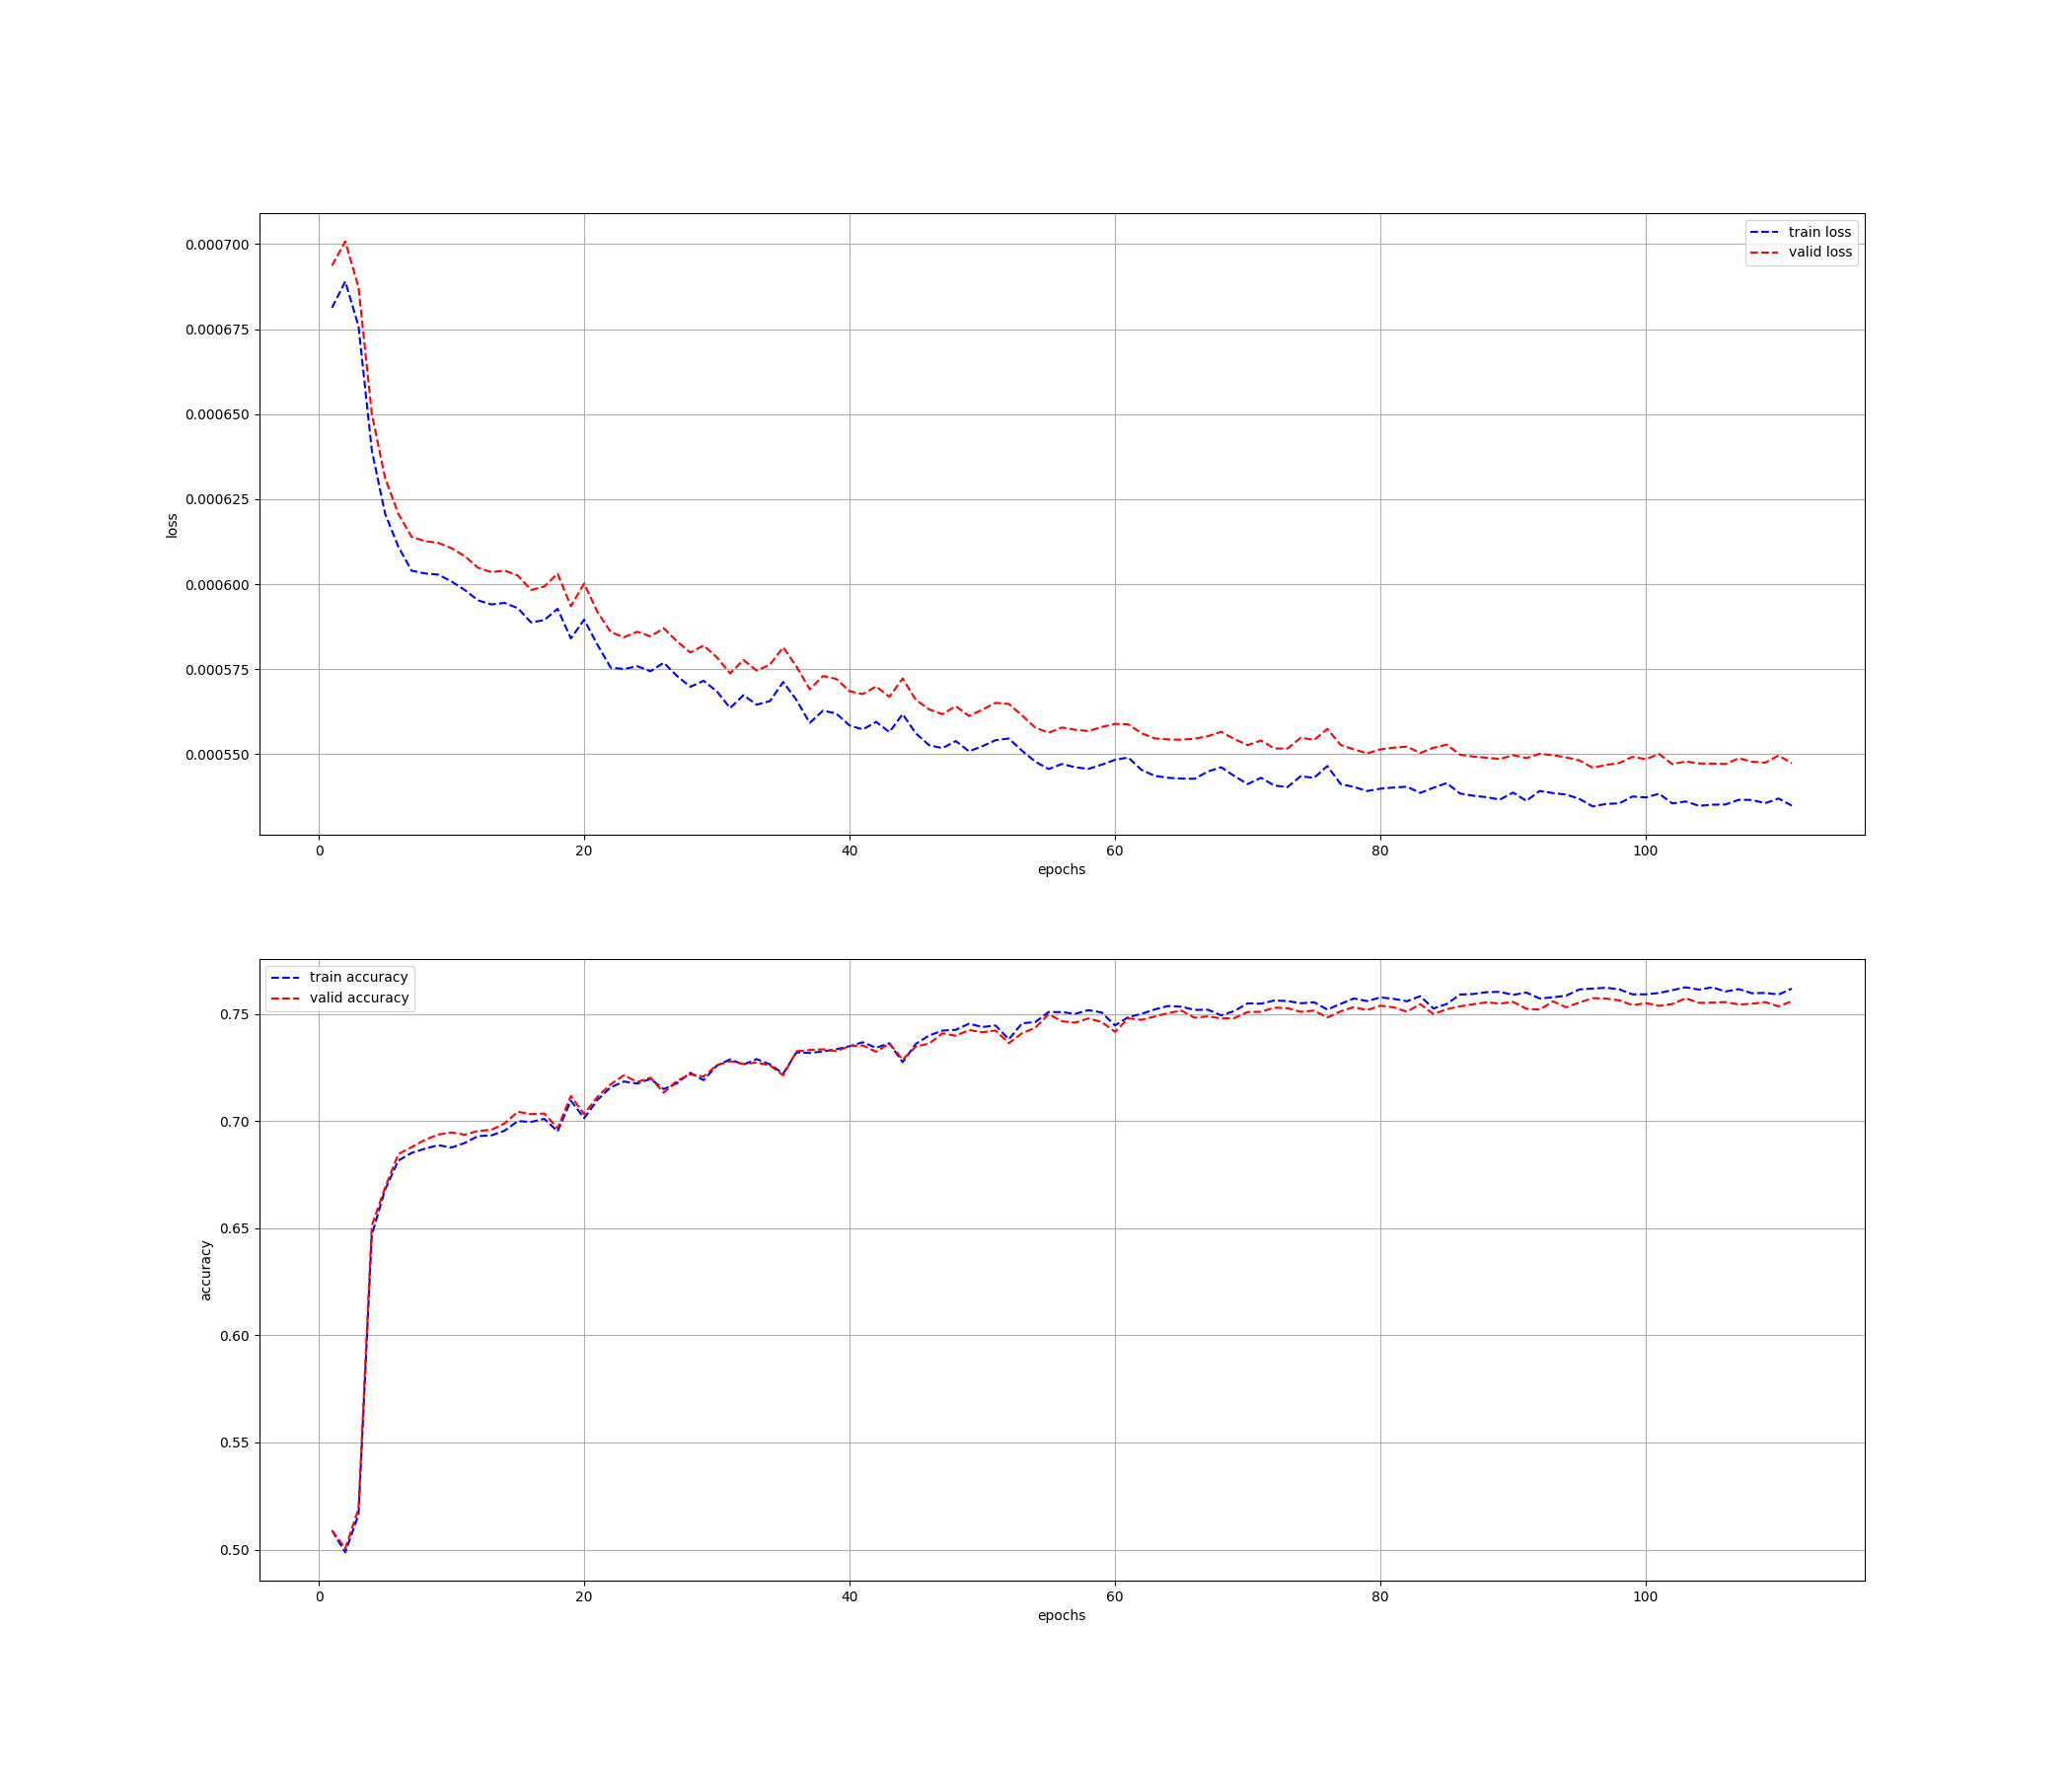 train loss
valid loss
0.000700
0.000675
0.000650
0.000625
0.000600
0.000575
0.000550
loss
0 20 40 60 80 100
epochs
train accuracy
valid accuracy
0.75
0.70
0.65
0.60
0.55
0.50
accuracy
0 20 40 60 80 100
epochs